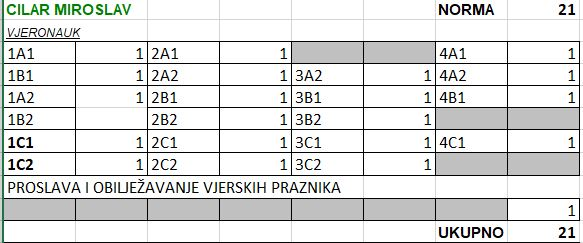 CILAR MIROSLAV NORMA 21
VJERONAUK
1A1 1 2A1 1 4A1 1
1B1 1 2A2 1 3A2 1 4A2 1
1A2 1 2B1 1 3B1 1 4B1 1
1B2 2B2 1 3B2 1
1C1 1 2C1 1 3C1 1 4C1 1
1C2 1 2C2 1 3C2 1
PROSLAVA I OBILJEŽAVANJE VJERSKIH PRAZNIKA
1
UKUPNO 21